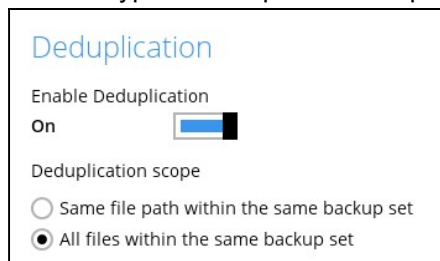 Deduplication
Enable Deduplication
On
Deduplication scope
Same file path within the same backup set
All files within the same backup set